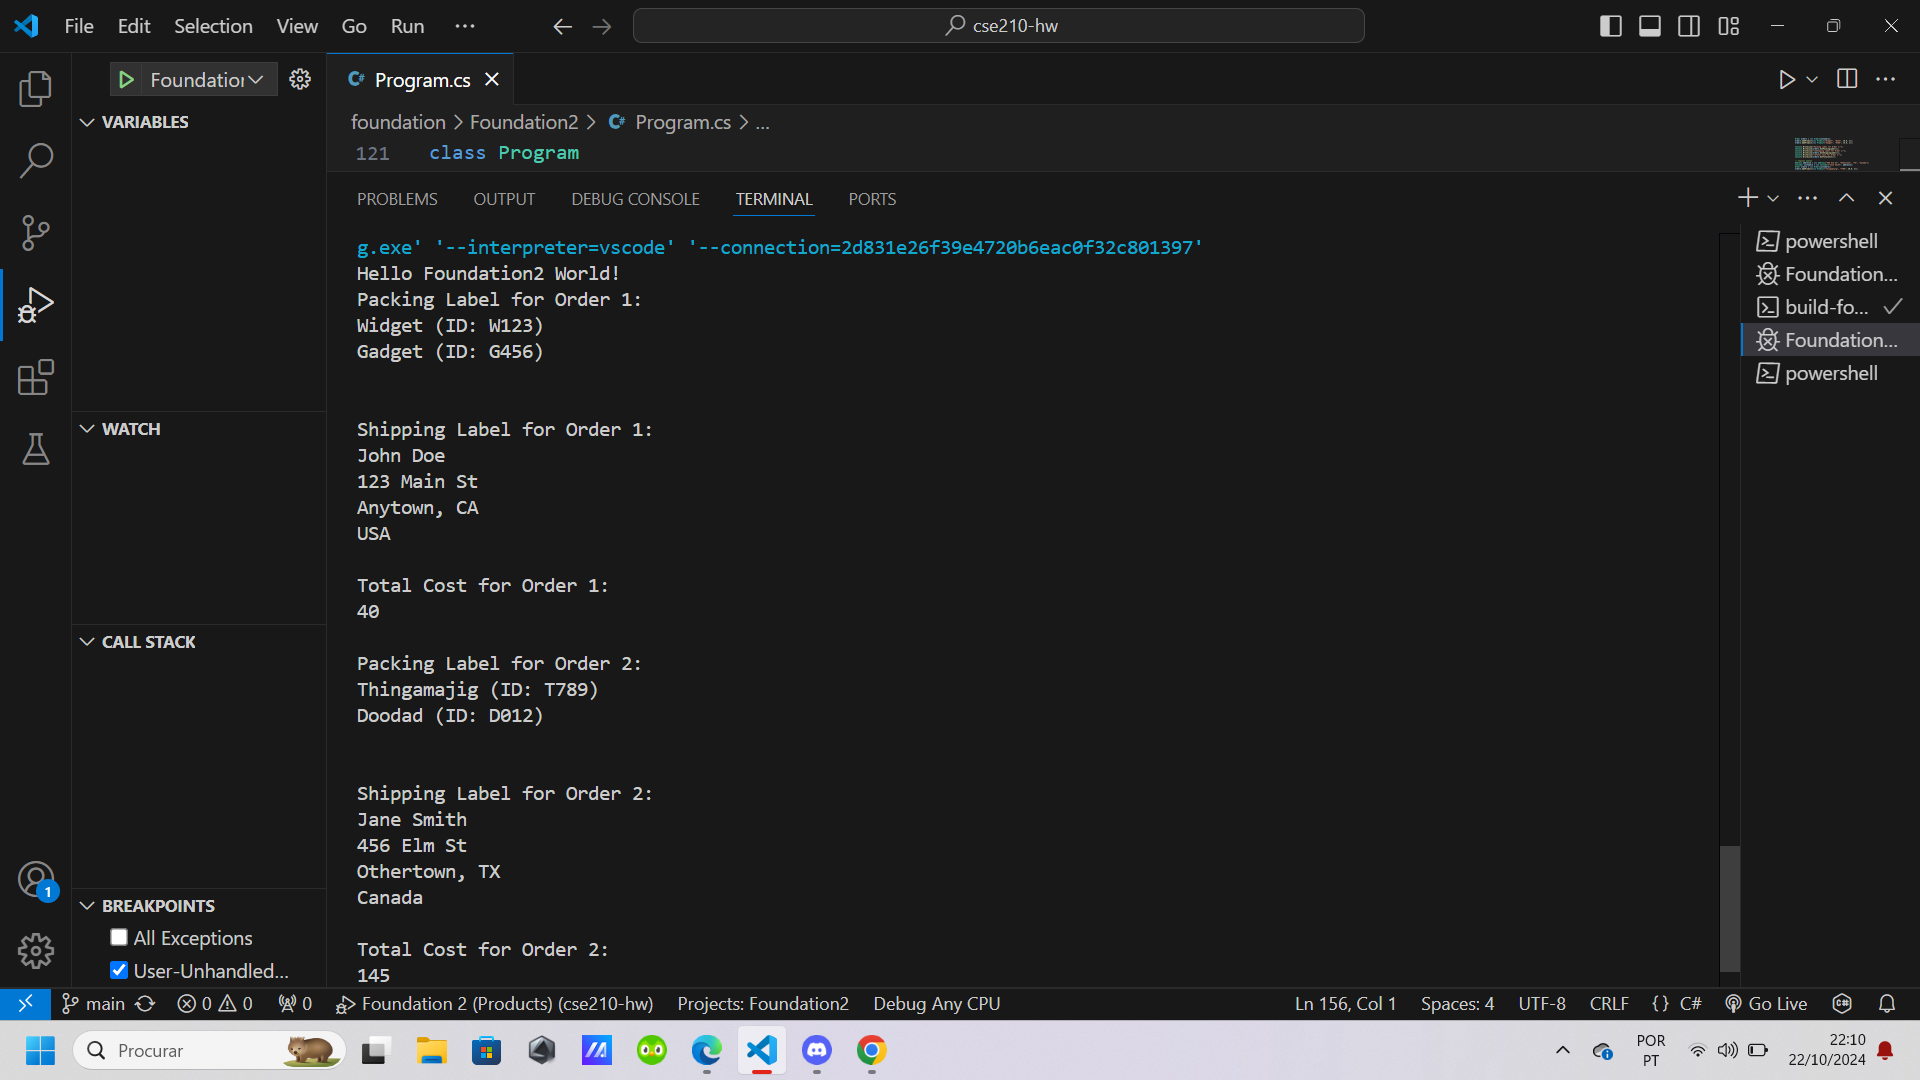 File Edit Selection View Go Run ...
cse210-hw
Foundation
Program.cs
VARIABLES
foundation > Foundation2 > Program.cs > ...
121 class Program
PROBLEMS OUTPUT DEBUG CONSOLE TERMINAL PORTS
g.exe' '--interpreter=vscode' '--connection=2d831e26f39e4720b6eac0f32c801397'
Hello Foundation2 World!
Packing Label for Order 1:
Widget (ID: W123)
Gadget (ID: G456)
Shipping Label for Order 1:
John Doe
123 Main St
Anytown, CA
USA
Total Cost for Order 1:
40
Packing Label for Order 2:
Thingamajig (ID: T789)
Doodad (ID: D012)
Shipping Label for Order 2:
Jane Smith
456 Elm St
Othertown, TX
Canada
Total Cost for Order 2:
145
powershell
Foundation...
build-fo...
Foundation...
powershell
WATCH
CALL STACK
BREAKPOINTS
All Exceptions
User-Unhandled...
1
main 0 0 0 Foundation 2 (Products) (cse210-hw) Projects: Foundation2 Debug Any CPU Ln 156, Col 1 Spaces: 4 UTF-8 CRLF {} C# Go Live
Procurar
POR
PT
22:10
22/10/2024